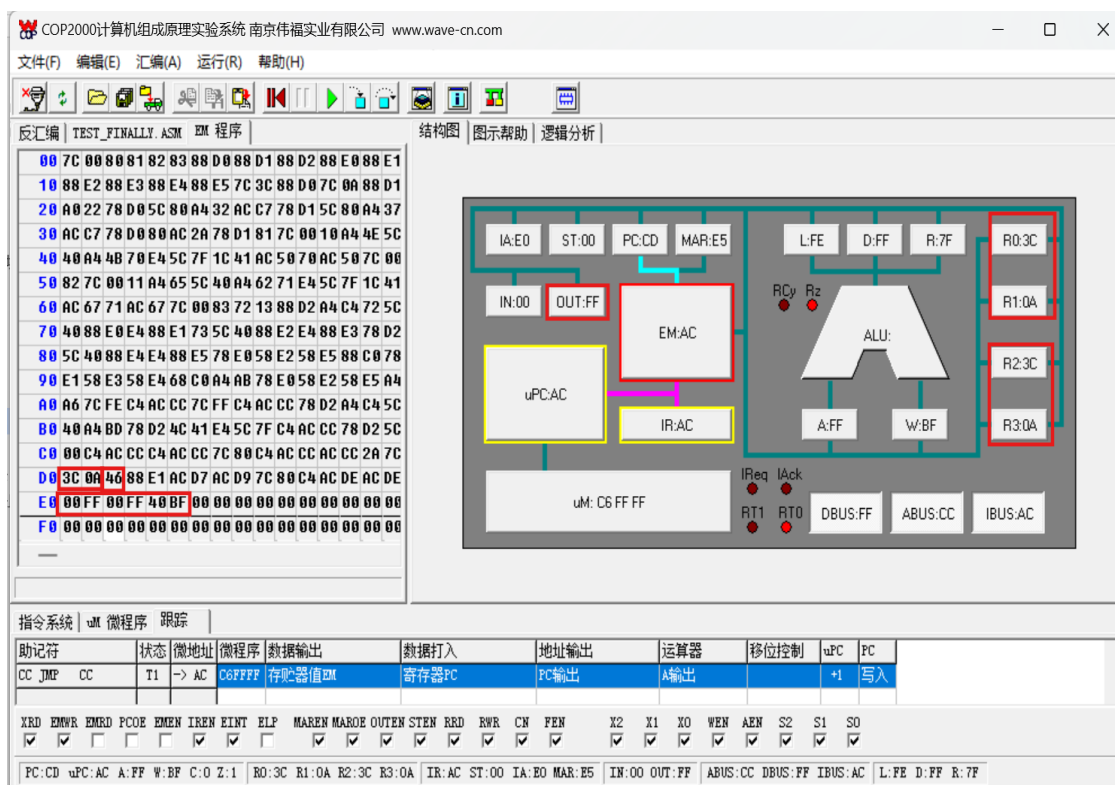 COP2000计算机组成原理实验系统 南京伟福实业有限公司 www.wave-cn.com
文件(F) 编辑(E) 汇编(A) 运行(R) 帮助(H)
反汇编 TEST_FINALLY.ASM EM 程序
00 7C 00 80 81 82 83 88 D0 88 D1 88 D2 88 E0 88 E1
10 88 E2 88 E3 88 E4 88 E5 7C 3C 88 D0 7C 0A 88 D1
20 A0 22 78 D0 5C 80 A4 32 AC C7 78 D1 5C 80 A4 37
30 AC C7 78 D0 80 AC 2A 78 D1 81 7C 00 10 A4 4E 5C
40 40 A4 4B 70 E4 5C 7F 1C 41 AC 50 70 AC 50 7C 00
50 82 7C 00 11 A4 65 5C 40 A4 62 71 E4 5C 7F 1C 41
60 AC 67 71 AC 67 7C 00 83 72 13 88 D2 A4 C4 72 5C
70 40 88 E0 E4 88 E1 73 5C 40 88 E2 E4 88 E3 78 D2
80 5C 40 88 E4 E4 88 E5 78 E0 58 E2 58 E5 88 C0 78
90 E1 58 E3 58 E4 68 C0 A4 AB 78 E0 58 E2 58 E5 A4
A0 A6 7C FE C4 AC CC 7C FF C4 AC CC 78 D2 A4 C4 5C
B0 40 A4 BD 78 D2 4C 41 E4 5C 7F C4 AC CC 78 D2 5C
C0 00 C4 AC CC C4 AC CC 7C 80 C4 AC CC AC CC 2A 7C
D0 3C 0A 46 88 E1 AC D7 AC D9 7C 80 C4 AC DE AC DE
E0 00 FF 00 FF 40 BF 00 00 00 00 00 00 00 00 00 00
F0 00 00 00 00 00 00 00 00 00 00 00 00 00 00 00 00
结构图 图示帮助 逻辑分析
IA:E0 ST:00 PC:CD MAR:E5 L:FE D:FF R:7F R0:3C
IN:00 OUT:FF RCy Rz R1:0A
EM:AC ALU:
R2:3C
uPC:AC
IR:AC A:FF W:BF R3:0A
IReq IAck
uM: C6 FF FF
RT1 RT0 DBUS:FF ABUS:CC IBUS:AC
指令系统 uM 微程序 跟踪
助记符 状态 微地址 微程序 数据输出 数据打入 地址输出 运算器 移位控制 uPC PC
CC JMP CC T1 -> AC C6FFFF 存贮器值EM 寄存器PC PC输出 A输出 +1 写入
XRD EMWR EMRD PCOE EMEN IREN EINT ELP MAREN MAROE OUTEN STEN RRD RWR CN FEN X2 X1 X0 WEN AEN S2 S1 S0
PC:CD uPC:AC A:FF W:BF C:0 Z:1 R0:3C R1:0A R2:3C R3:0A IR:AC ST:00 IA:E0 MAR:E5 IN:00 OUT:FF ABUS:CC DBUS:FF IBUS:AC L:FE D:FF R:7F